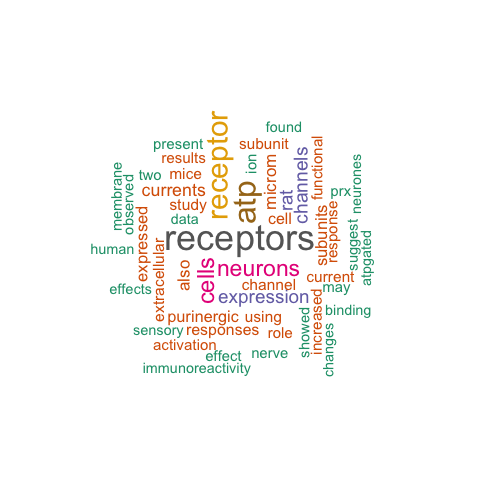 found
receptor
present
subunit
functional
results
ion
channels
membrane
two
mice
atp
microm
rat
neurones
observed
currents
prx
study
cell
subunits
response
suggest
data
expressed
receptors
atpgated
human
extracellular
also
cells
neurons
current
effects
channel
may
expression
increased
binding
purinergic
using
sensory
responses
role
showed
changes
activation
effect
nerve
immunoreactivity